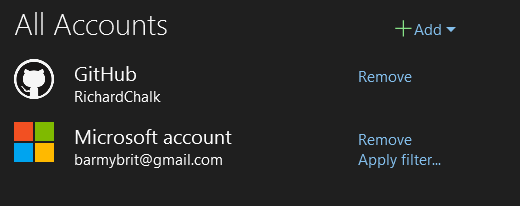 All Accounts
Add
GitHub
Remove
RichardChalk
Microsoft account
Remove
barmybrit@gmail.com
Apply filter...